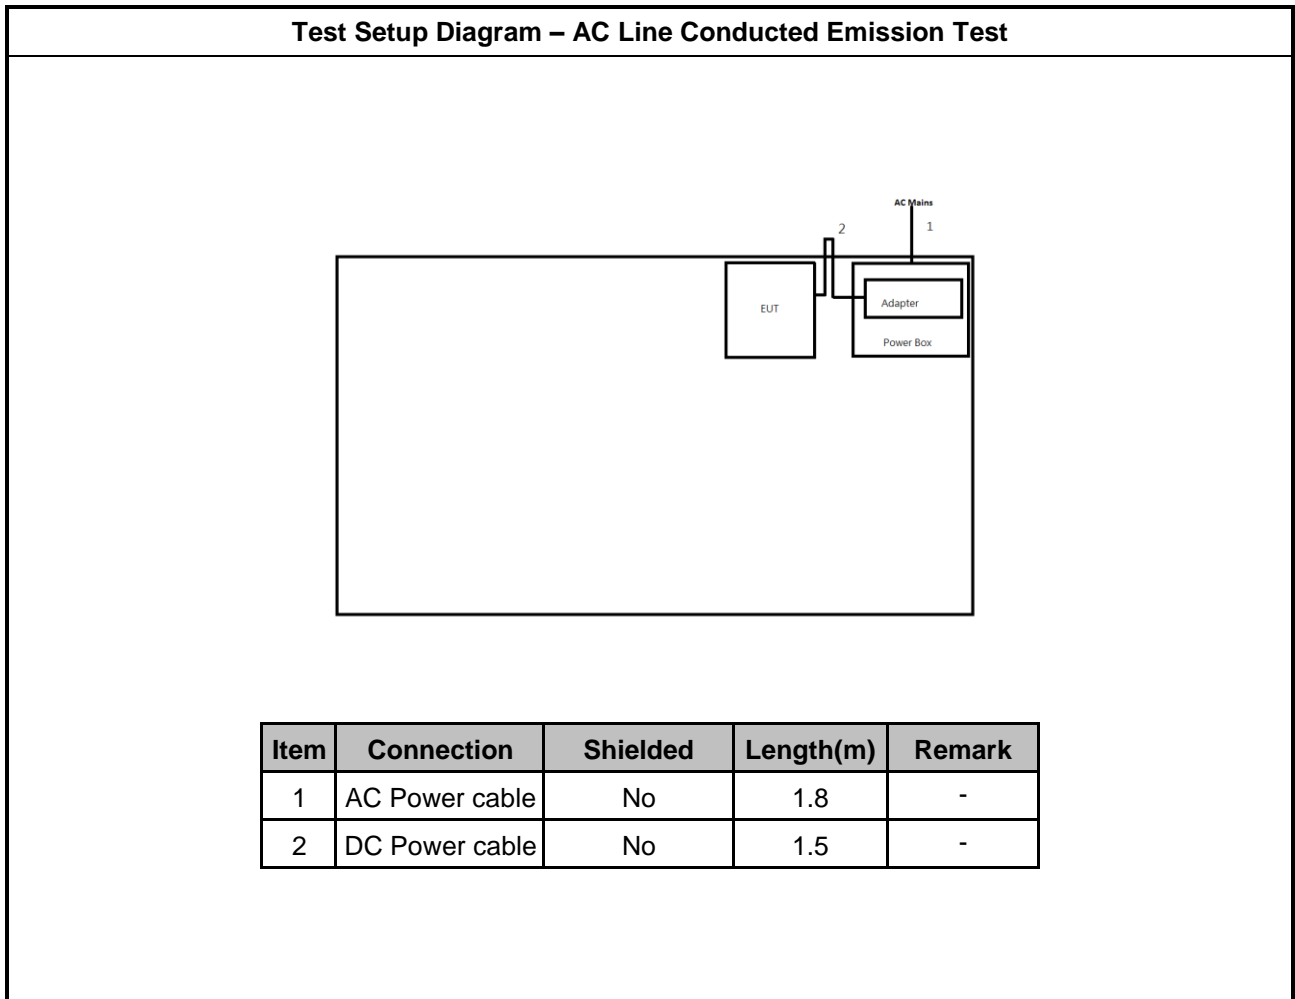 Test Setup Diagram – AC Line Conducted Emission Test
AC Mains
2
1
EUT
Adapter
Power Box
Item Connection Shielded Length(m) Remark
1 AC Power cable No 1.8 -
2 DC Power cable No 1.5 -